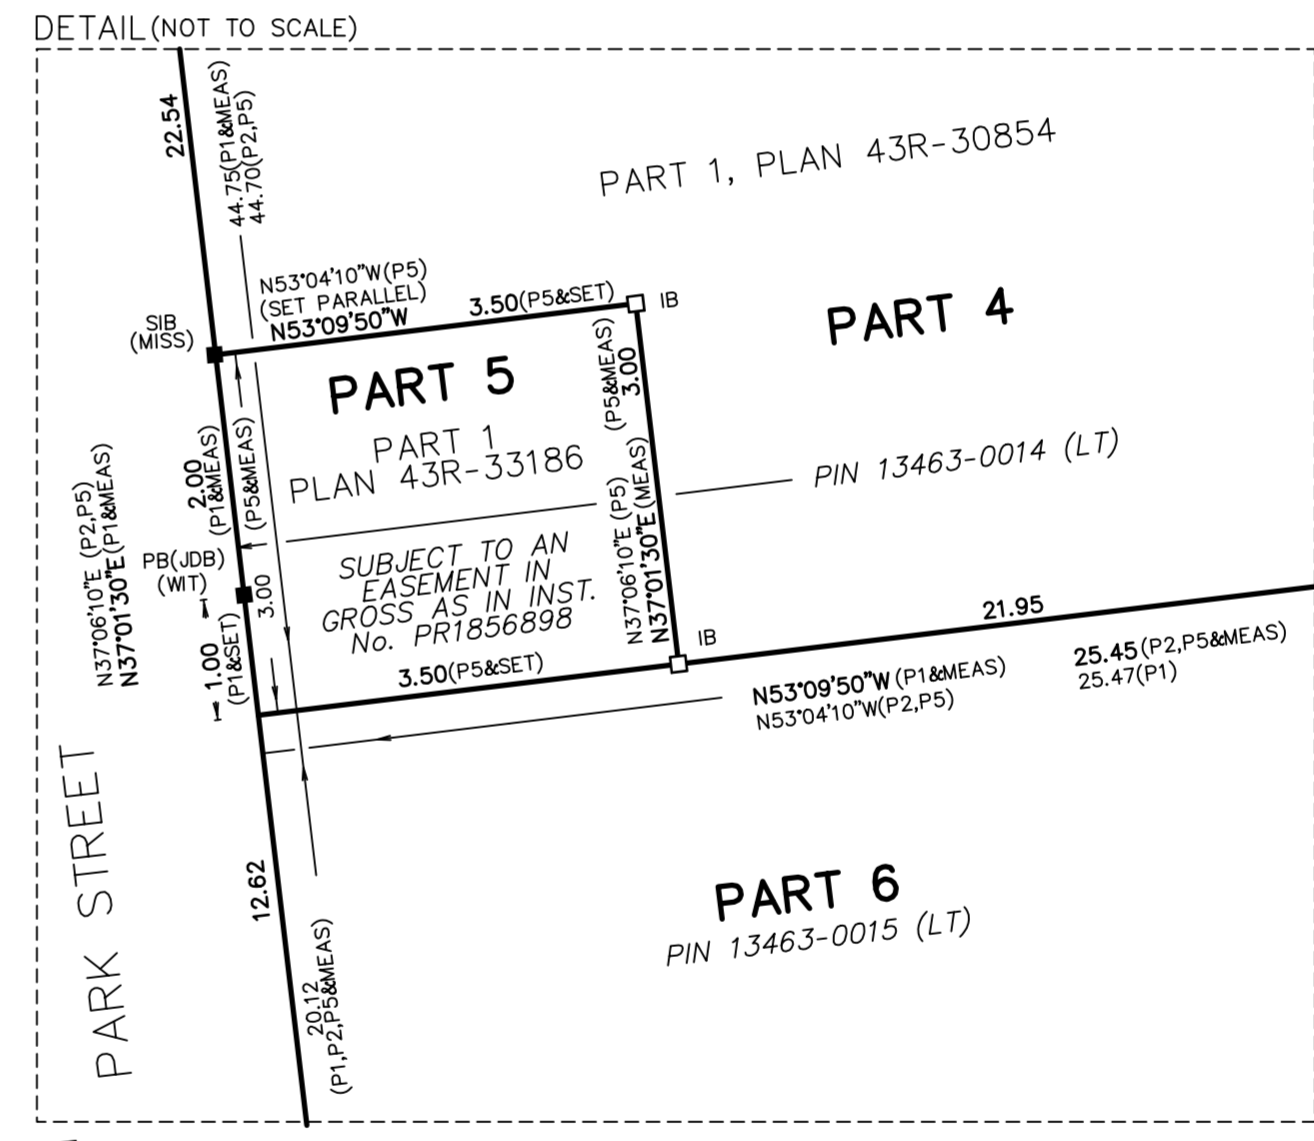 DETAIL(NOT TO SCALE)
22.54
44.75(P1&MEAS)
44.70(P2,P5)
PART 1, PLAN 43R-30854
N53°04'10"W(P5)
(SET PARALLEL)
N53°09'50"W
3.50(P5&SET)
IB
SIB
(MISS)
PART 4
PART 5
(P5&MEAS)
3.00
PART 1
PLAN 43R-33186
PIN 13463-0014 (LT)
2.00
(P1&MEAS)
(P5&MEAS)
N37°06'10"E (P2,P5)
N37°01'30"E(P1&MEAS)
PB(JDB)
(WIT)
3.00
SUBJECT TO AN
EASEMENT IN
GROSS AS IN INST.
No. PR1856898
N37°06'10"E (P5)
N37°01'30"E(MEAS)
1.00
(P1&SET)
3.50(P5&SET)
IB
21.95
25.45(P2,P5&MEAS)
25.47(P1)
N53°09'50"W(P1&MEAS)
N53°04'10"W(P2,P5)
PARK STREET
12.62
20.12
(P1,P2,P5&MEAS)
PART 6
PIN 13463-0015 (LT)